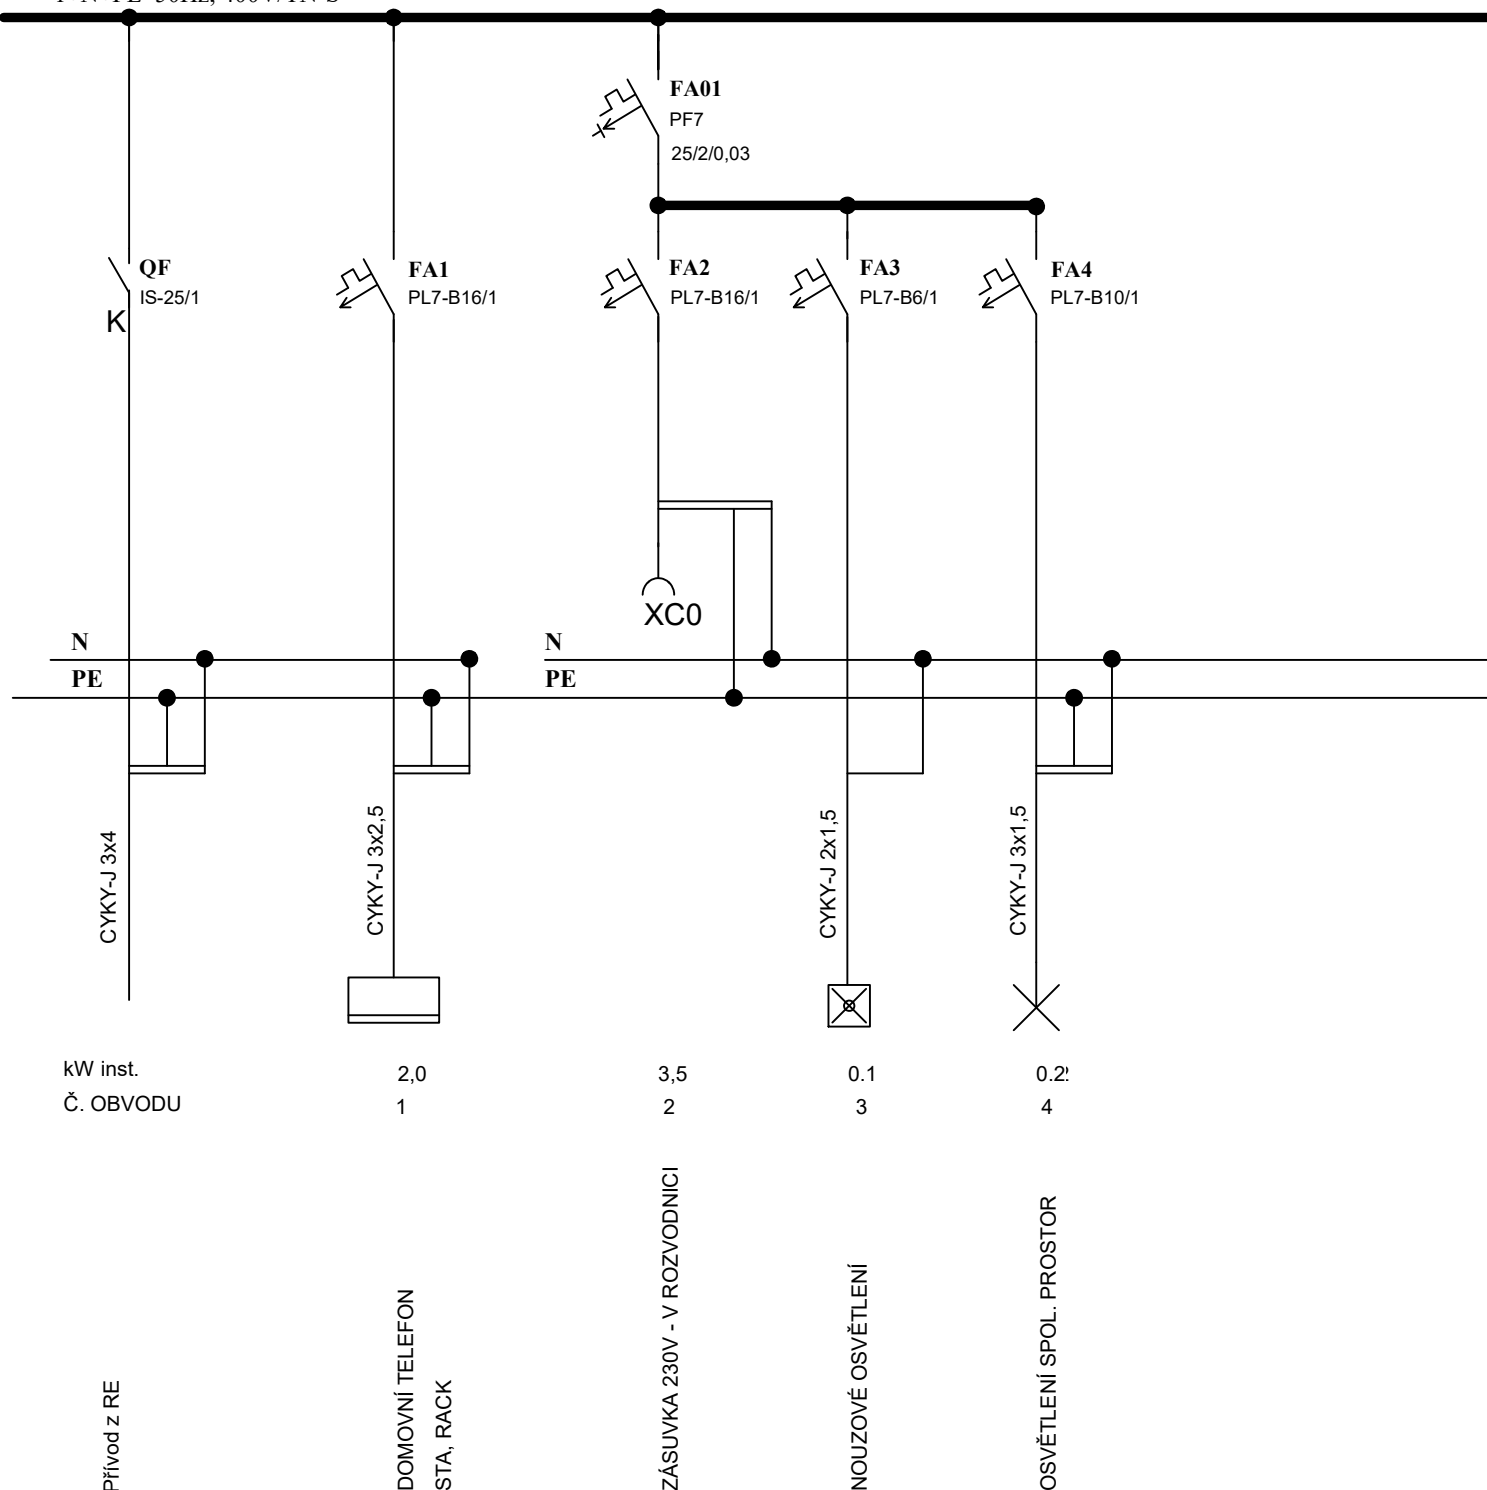 FA01
PF7
25/2/0,03
QF
IS-25/1
K
FA1
PL7-B16/1
FA2
PL7-B16/1
FA3
PL7-B6/1
FA4
PL7-B10/1
XC0
N
PE
N
PE
CYKY-J 3x4
CYKY-J 3x2,5
CYKY-J 2x1,5
CYKY-J 3x1,5
kW inst. 2,0 3,5 0.1 0.2
Č. OBVODU 1 2 3 4
Přívod z RE
DOMOVNÍ TELEFON
STA, RACK
ZÁSUVKA 230V - V ROZVODNICI
NOUZOVÉ OSVĚTLENÍ
OSVĚTLENÍ SPOL. PROSTOR